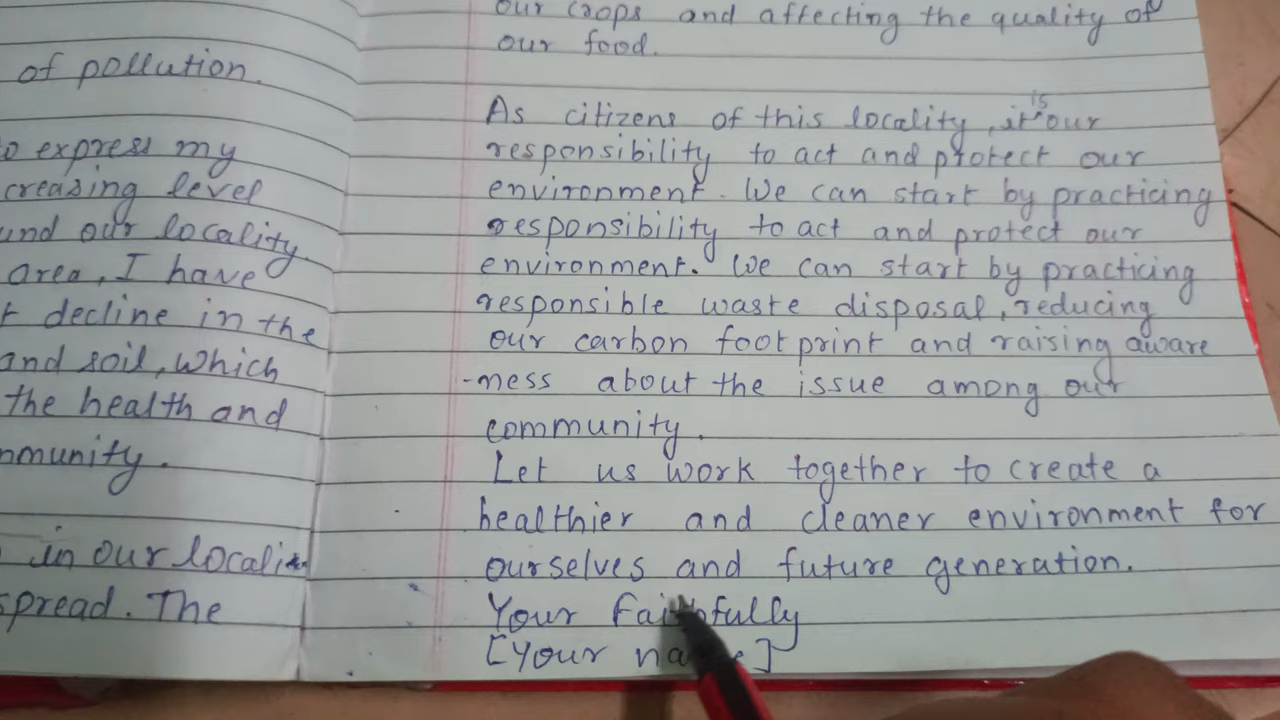 of pollution.
o express my
creasing level
und our locality.
area, I have
t decline in the
and soil, which
the health and
mmunity.
in our locali
spread. The
our crops and affecting the quality of
our food.
As citizens of this locality, it is our
responsibility to act and protect our
environment. We can start by practicing
responsibility to act and protect our
environment. We can start by practicing
responsible waste disposal, reducing
our carbon footprint and raising aware
-ness about the issue among our
community.
Let us work together to create a
healthier and cleaner environment for
ourselves and future generation.
Your Faithfully
[Your name]